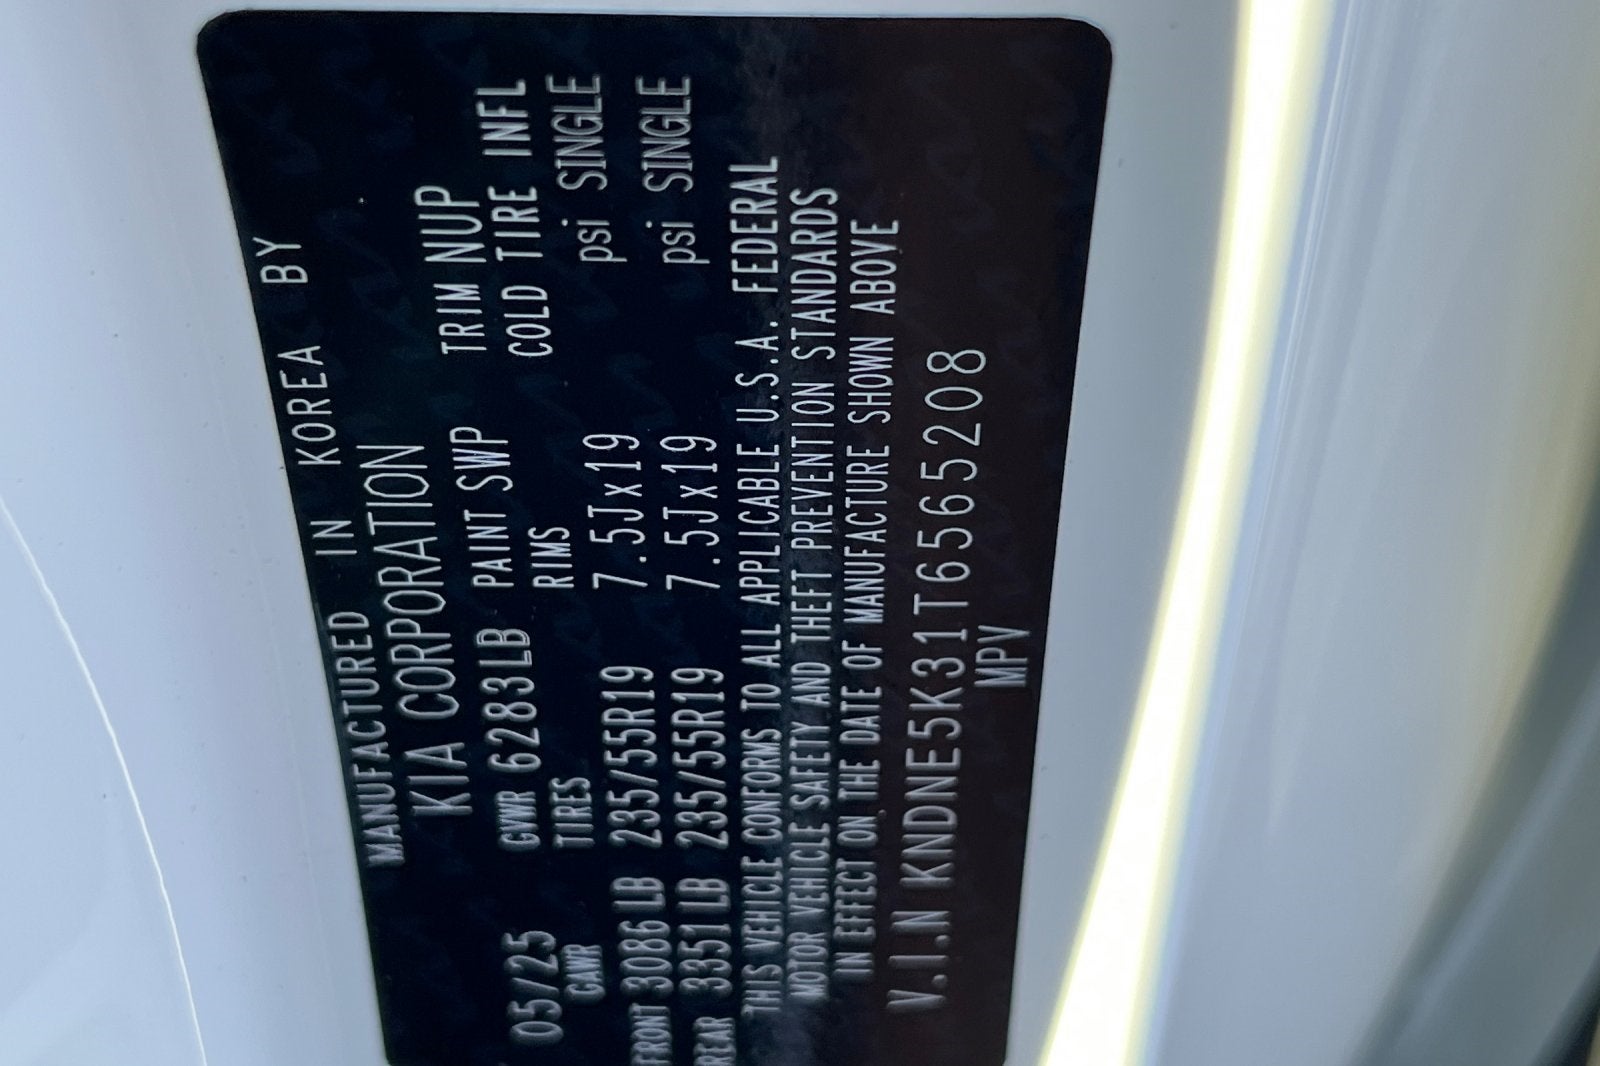 MANUFACTURED IN KOREA BY
KIA CORPORATION
05/25 GVWR 6283LB PAINT SWP TRIM NUP
GAWR TIRES RIMS COLD TIRE INFL
FRONT 3086 LB 235/55R19 7.5Jx19 psi SINGLE
REAR 3351 LB 235/55R19 7.5Jx19 psi SINGLE
THIS VEHICLE CONFORMS TO ALL APPLICABLE U.S.A. FEDERAL
MOTOR VEHICLE SAFETY AND THEFT PREVENTION STANDARDS
IN EFFECT ON THE DATE OF MANUFACTURE SHOWN ABOVE
V.I.N KNDNE5K31T6565208
MPV